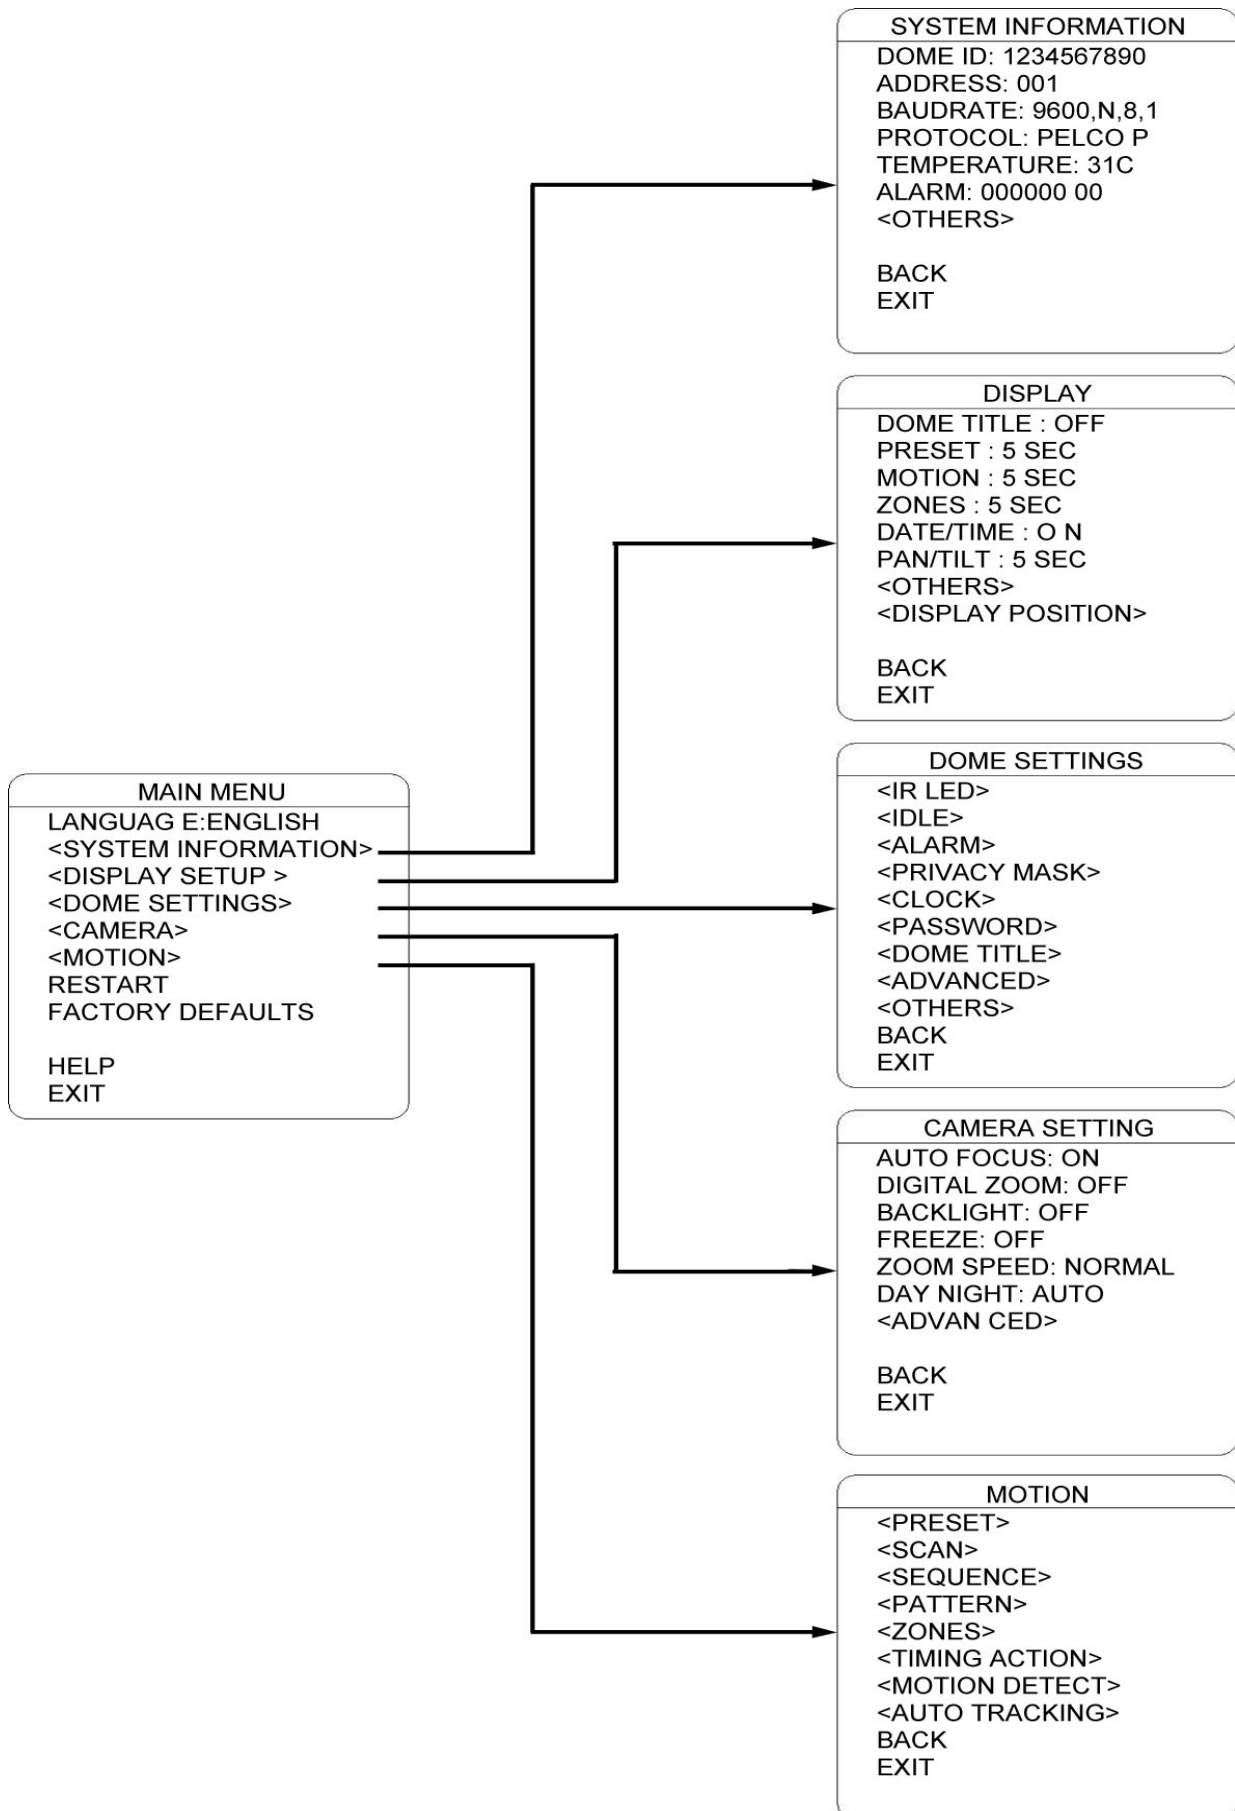 SYSTEM INFORMATION
DOME ID: 1234567890
ADDRESS: 001
BAUDRATE: 9600,N,8,1
PROTOCOL: PELCO P
TEMPERATURE: 31C
ALARM: 000000 00
<OTHERS>
BACK
EXIT
DISPLAY
DOME TITLE : OFF
PRESET : 5 SEC
MOTION : 5 SEC
ZONES : 5 SEC
DATE/TIME : O N
PAN/TILT : 5 SEC
<OTHERS>
<DISPLAY POSITION>
BACK
EXIT
MAIN MENU
LANGUAG E:ENGLISH
<SYSTEM INFORMATION>
<DISPLAY SETUP >
<DOME SETTINGS>
<CAMERA>
<MOTION>
RESTART
FACTORY DEFAULTS
HELP
EXIT
DOME SETTINGS
<IR LED>
<IDLE>
<ALARM>
<PRIVACY MASK>
<CLOCK>
<PASSWORD>
<DOME TITLE>
<ADVANCED>
<OTHERS>
BACK
EXIT
CAMERA SETTING
AUTO FOCUS: ON
DIGITAL ZOOM: OFF
BACKLIGHT: OFF
FREEZE: OFF
ZOOM SPEED: NORMAL
DAY NIGHT: AUTO
<ADVAN CED>
BACK
EXIT
MOTION
<PRESET>
<SCAN>
<SEQUENCE>
<PATTERN>
<ZONES>
<TIMING ACTION>
<MOTION DETECT>
<AUTO TRACKING>
BACK
EXIT